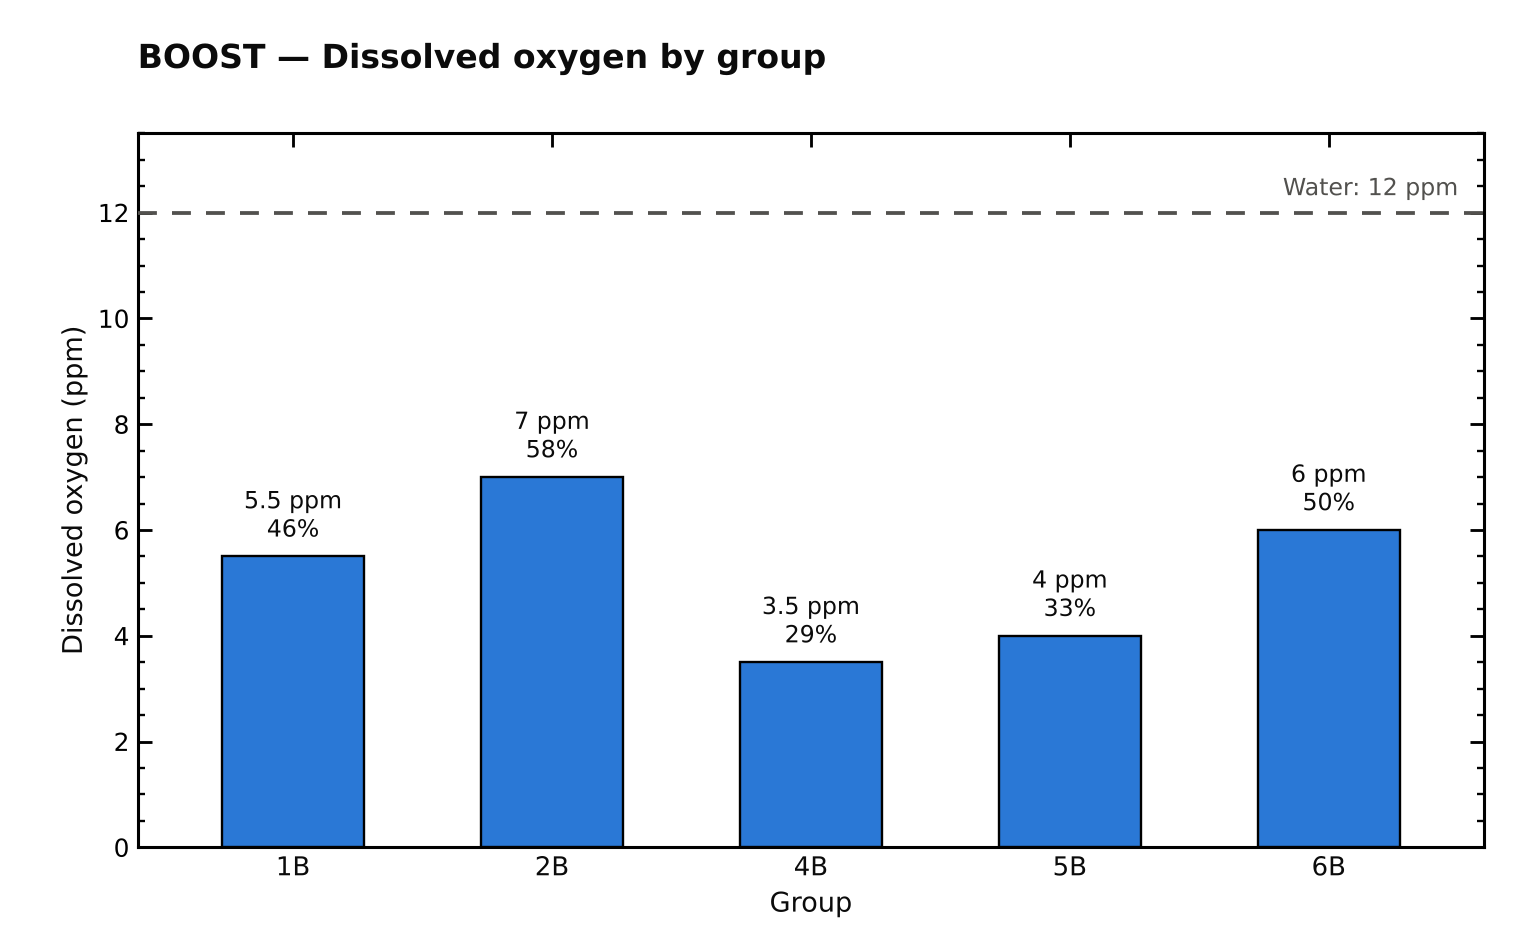 BOOST — Dissolved oxygen by group
Water: 12 ppm
12
10
8
6
4
2
0
Dissolved oxygen (ppm)
5.5 ppm
46%
7 ppm
58%
3.5 ppm
29%
4 ppm
33%
6 ppm
50%
1B
2B
4B
5B
6B
Group